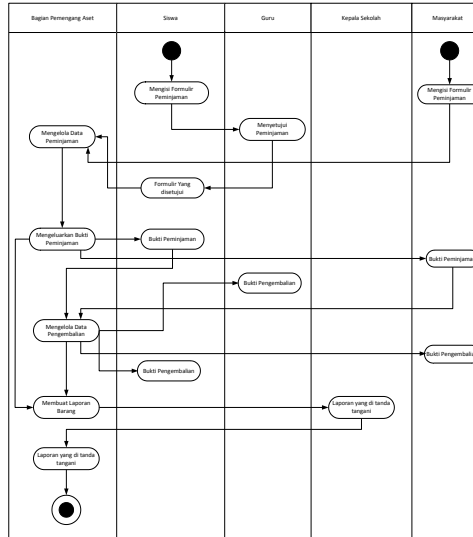 Bagian Pemengang Aset
Siswa
Guru
Kepala Sekolah
Masyarakat
Mengisi Formulir
Peminjaman
Mengisi Formulir
Peminjaman
Menyetujui
Peminjaman
Mengelola Data
Peminjaman
Formulir Yang
disetujui
Mengeluarkan Bukti
Peminjaman
Bukti Peminjaman
Bukti Peminjama
Bukti Pengembalian
Mengelola Data
Pengembalian
Bukti Pengembalia
Bukti Pengembalian
Membuat Laporan
Barang
Laporan yang di tanda
tangani
Laporan yang di tanda
tangani